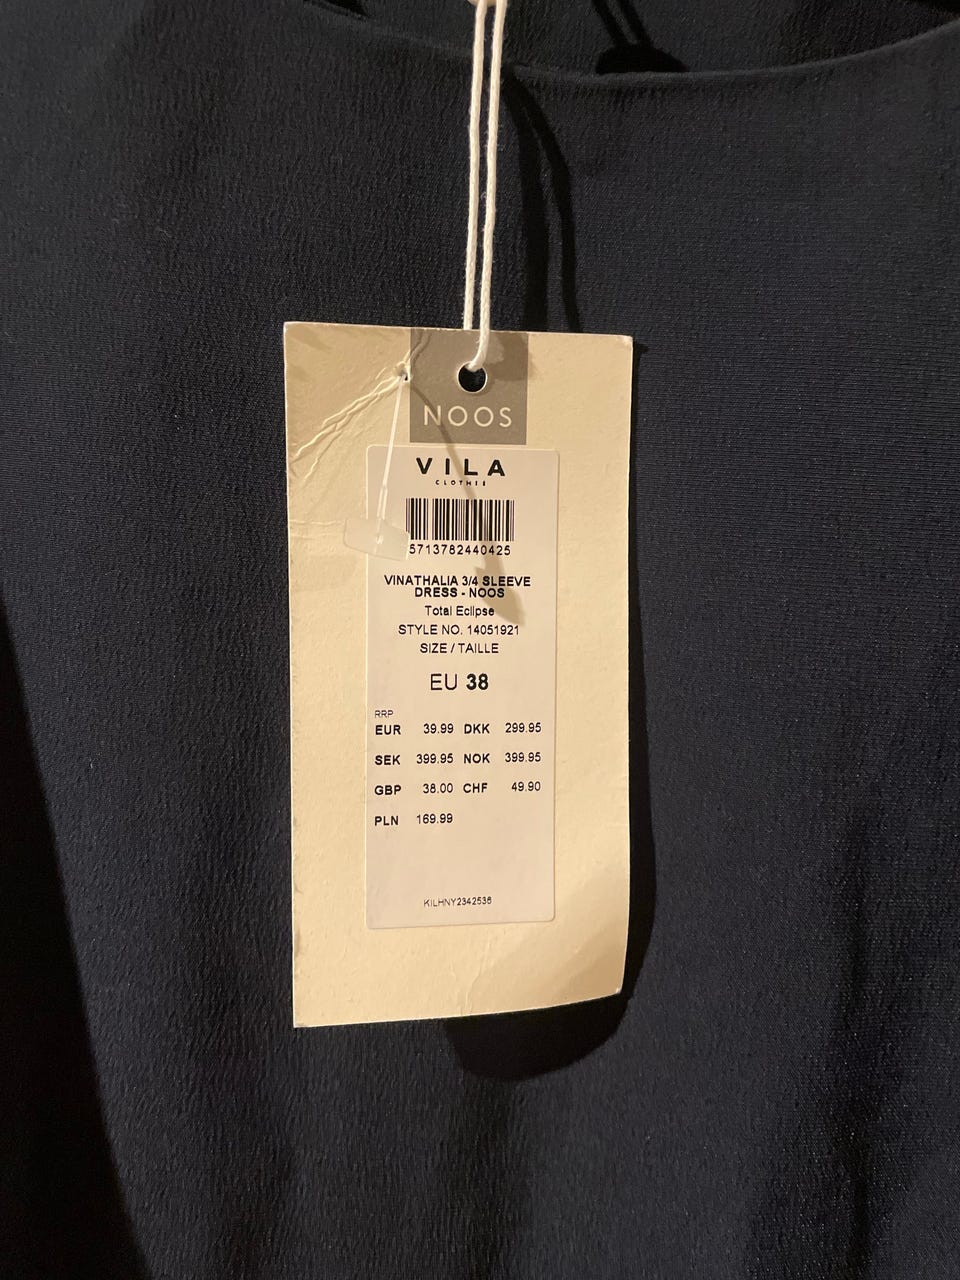 NOOS
VILA
CLOTHES
5713782440425
VINATHALIA 3/4 SLEEVE
DRESS - NOOS
Total Eclipse
STYLE NO. 14051921
SIZE / TAILLE
EU 38
RRP
EUR 39.99 DKK 299.95
SEK 399.95 NOK 399.95
GBP 38.00 CHF 49.90
PLN 169.99
KILHNY2342536